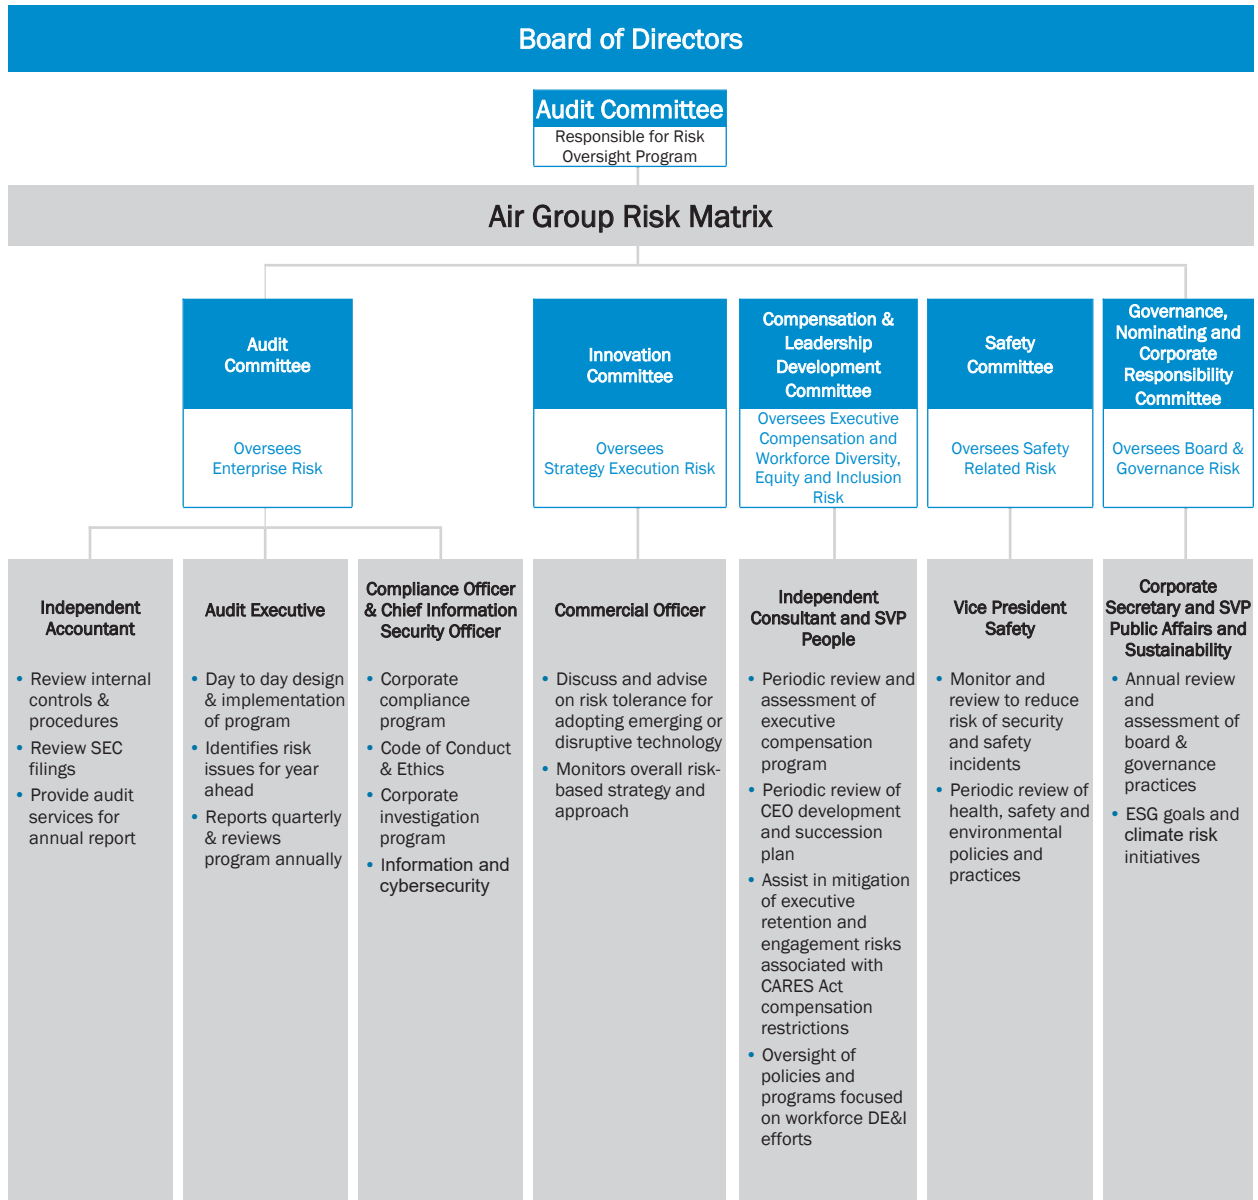 Board of Directors
Audit Committee
Responsible for Risk
Oversight Program
Air Group Risk Matrix
Audit
Committee
Oversees
Enterprise Risk
Innovation
Committee
Oversees
Strategy Execution Risk
Compensation &
Leadership
Development
Committee
Oversees Executive
Compensation and
Workforce Diversity,
Equity and Inclusion
Risk
Safety
Committee
Oversees Safety
Related Risk
Governance,
Nominating and
Corporate
Responsibility
Committee
Oversees Board &
Governance Risk
Independent
Accountant
• Review internal
controls &
procedures
• Review SEC
filings
• Provide audit
services for
annual report
Audit Executive
• Day to day design
& implementation
of program
• Identifies risk
issues for year
ahead
• Reports quarterly
& reviews
program annually
Compliance Officer
& Chief Information
Security Officer
• Corporate
compliance
program
• Code of Conduct
& Ethics
• Corporate
investigation
program
• Information and
cybersecurity
Commercial Officer
• Discuss and advise
on risk tolerance for
adopting emerging or
disruptive technology
• Monitors overall risk-
based strategy and
approach
Independent
Consultant and SVP
People
• Periodic review and
assessment of
executive
compensation
program
• Periodic review of
CEO development
and succession
plan
• Assist in mitigation
of executive
retention and
engagement risks
associated with
CARES Act
compensation
restrictions
• Oversight of
policies and
programs focused
on workforce DE&I
efforts
Vice President
Safety
• Monitor and
review to reduce
risk of security
and safety
incidents
• Periodic review of
health, safety and
environmental
policies and
practices
Corporate
Secretary and SVP
Public Affairs and
Sustainability
• Annual review
and
assessment of
board &
governance
practices
• ESG goals and
climate risk
initiatives